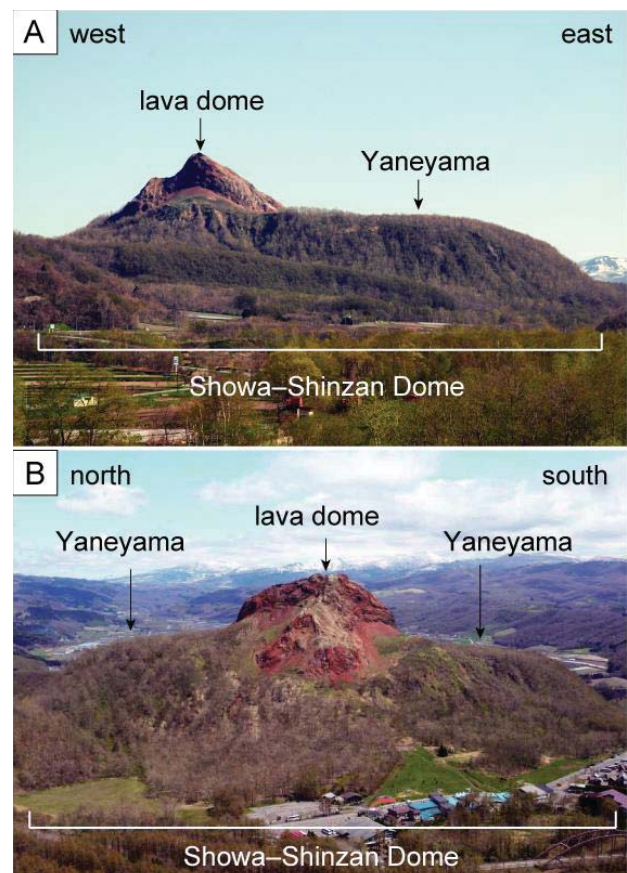 A west east
lava dome
Yaneyama
Showa–Shinzan Dome
B north south
lava dome
Yaneyama Yaneyama
Showa–Shinzan Dome